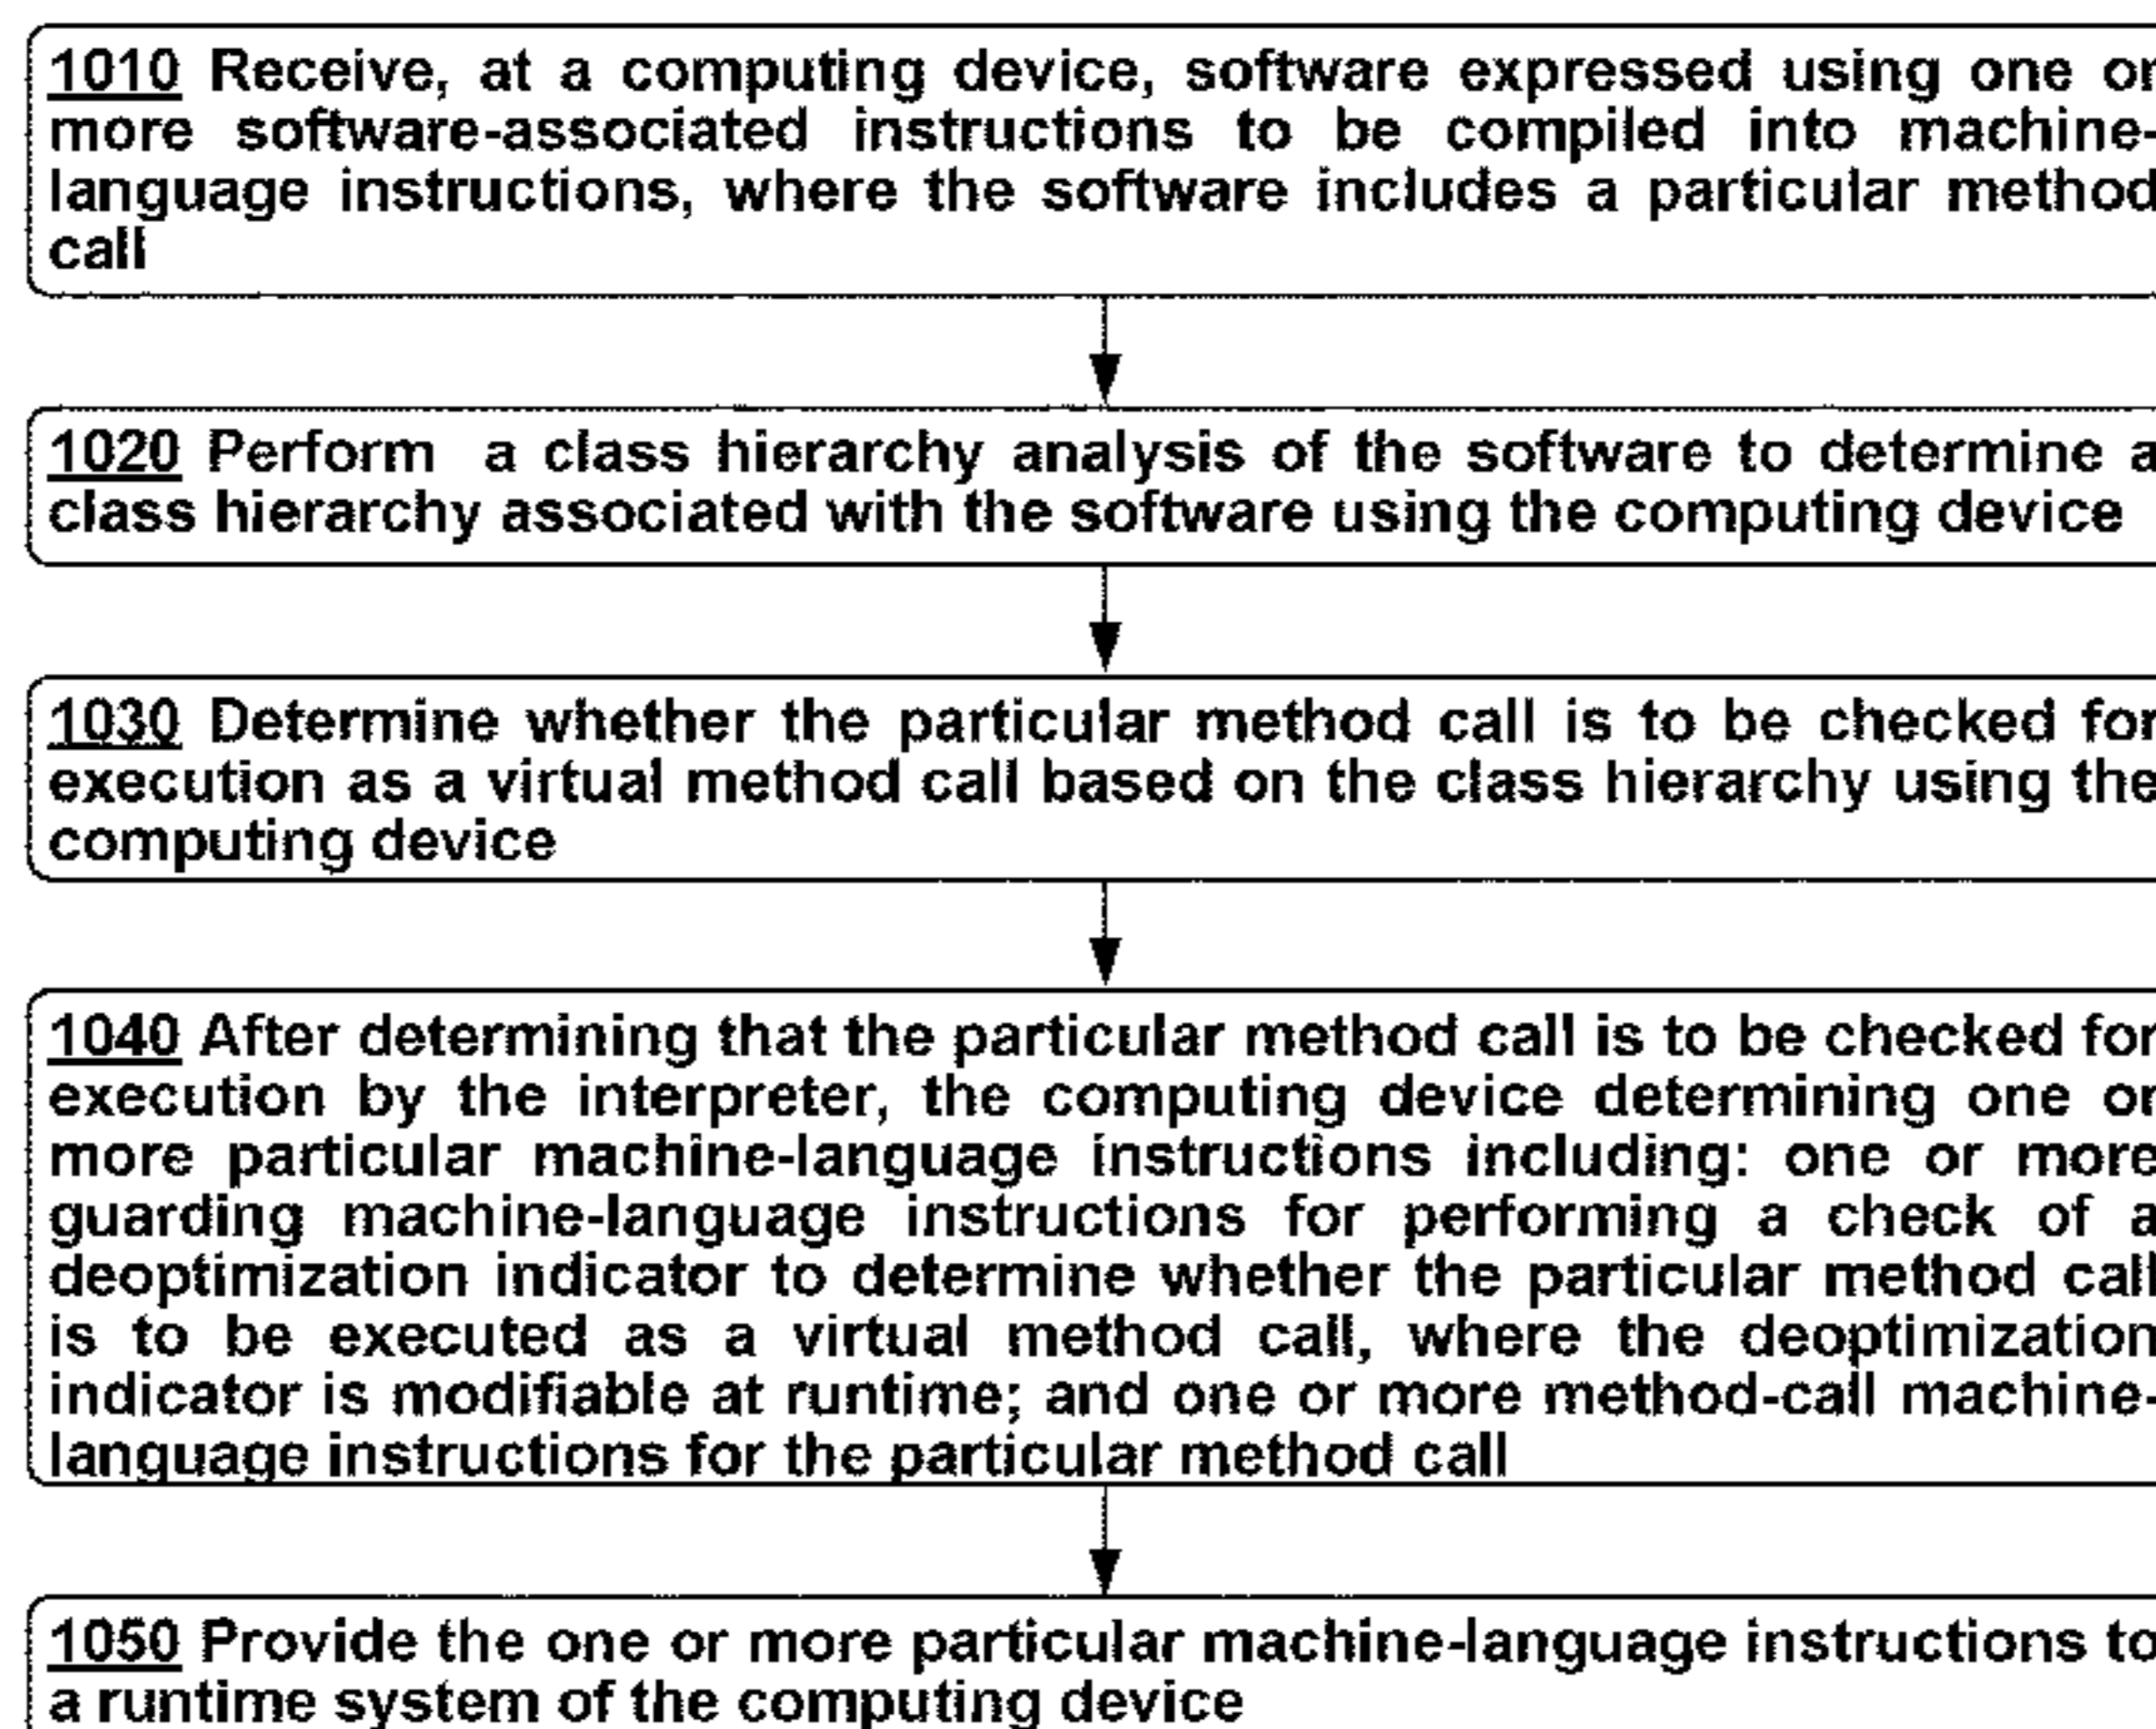 1010 Receive, at a computing device, software expressed using one or
more software-associated instructions to be compiled into machine-
language instructions, where the software includes a particular method
call
1020 Perform a class hierarchy analysis of the software to determine a
class hierarchy associated with the software using the computing device
1030 Determine whether the particular method call is to be checked for
execution as a virtual method call based on the class hierarchy using the
computing device
1040 After determining that the particular method call is to be checked for
execution by the interpreter, the computing device determining one or
more particular machine-language instructions including: one or more
guarding machine-language instructions for performing a check of a
deoptimization indicator to determine whether the particular method call
is to be executed as a virtual method call, where the deoptimization
indicator is modifiable at runtime; and one or more method-call machine-
language instructions for the particular method call
1050 Provide the one or more particular machine-language instructions to
a runtime system of the computing device